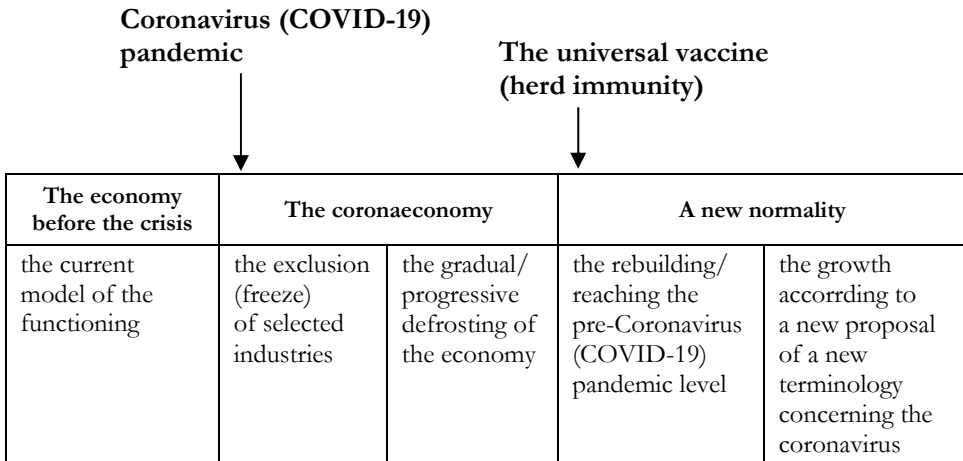 Coronavirus (COVID-19)
pandemic
The universal vaccine
(herd immunity)
The economy
before the crisis
The coronaeconomy
A new normality
the current
model of the
functioning
the exclusion
(freeze)
of selected
industries
the gradual/
progressive
defrosting of
the economy
the rebuilding/
reaching the
pre-Coronavirus
(COVID-19)
pandemic level
the growth
accorrding to
a new proposal
of a new
terminology
concerning the
coronavirus